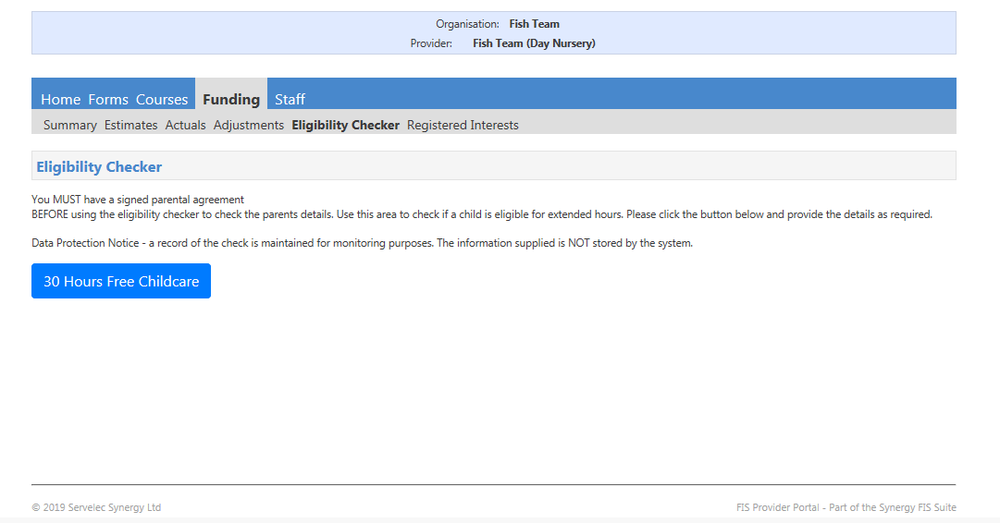 Organisation: Fish Team
Provider: Fish Team (Day Nursery)
Home Forms Courses Funding Staff
Summary Estimates Actuals Adjustments Eligibility Checker Registered Interests
Eligibility Checker
You MUST have a signed parental agreement
BEFORE using the eligibility checker to check the parents details. Use this area to check if a child is eligible for extended hours. Please click the button below and provide the details as required.
Data Protection Notice - a record of the check is maintained for monitoring purposes. The information supplied is NOT stored by the system.
30 Hours Free Childcare
© 2019 Servelec Synergy Ltd FIS Provider Portal - Part of the Synergy FIS Suite